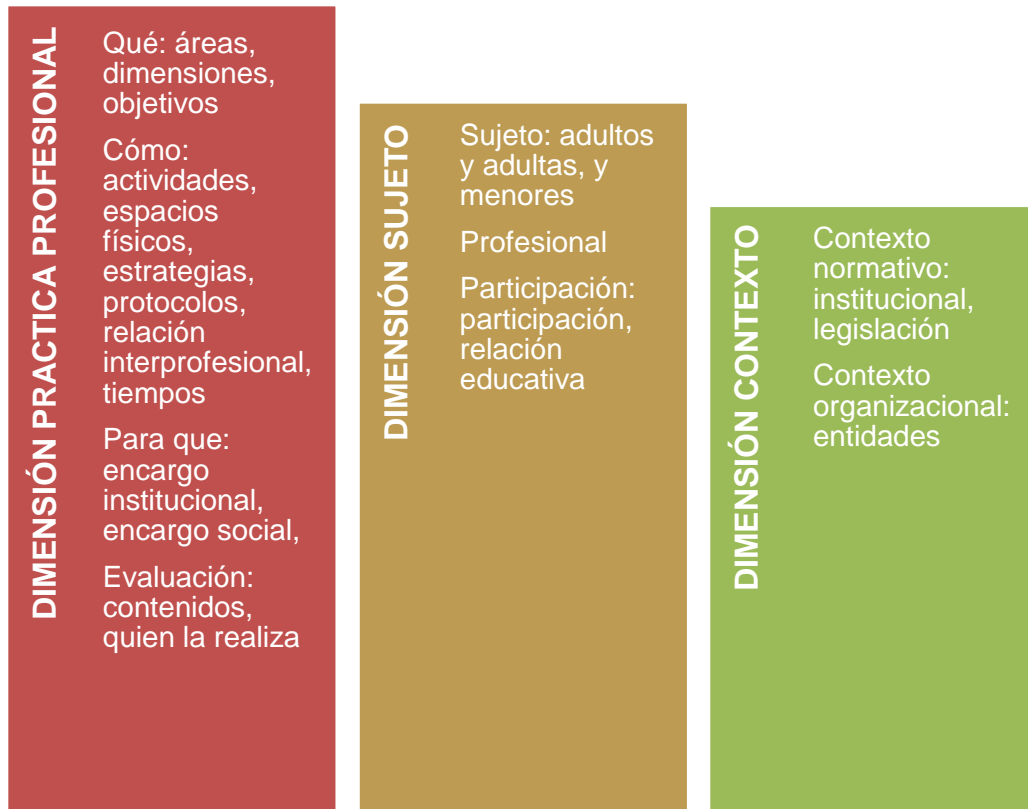 DIMENSIÓN PRACTICA PROFESIONAL
Qué: áreas,
dimensiones,
objetivos
Cómo:
actividades,
espacios
físicos,
estrategias,
protocolos,
relación
interprofesional,
tiempos
Para que:
encargo
institucional,
encargo social,
Evaluación:
contenidos,
quien la realiza
DIMENSIÓN SUJETO
Sujeto: adultos
y adultas, y
menores
Profesional
Participación:
participación,
relación
educativa
DIMENSIÓN CONTEXTO
Contexto
normativo:
institucional,
legislación
Contexto
organizacional:
entidades